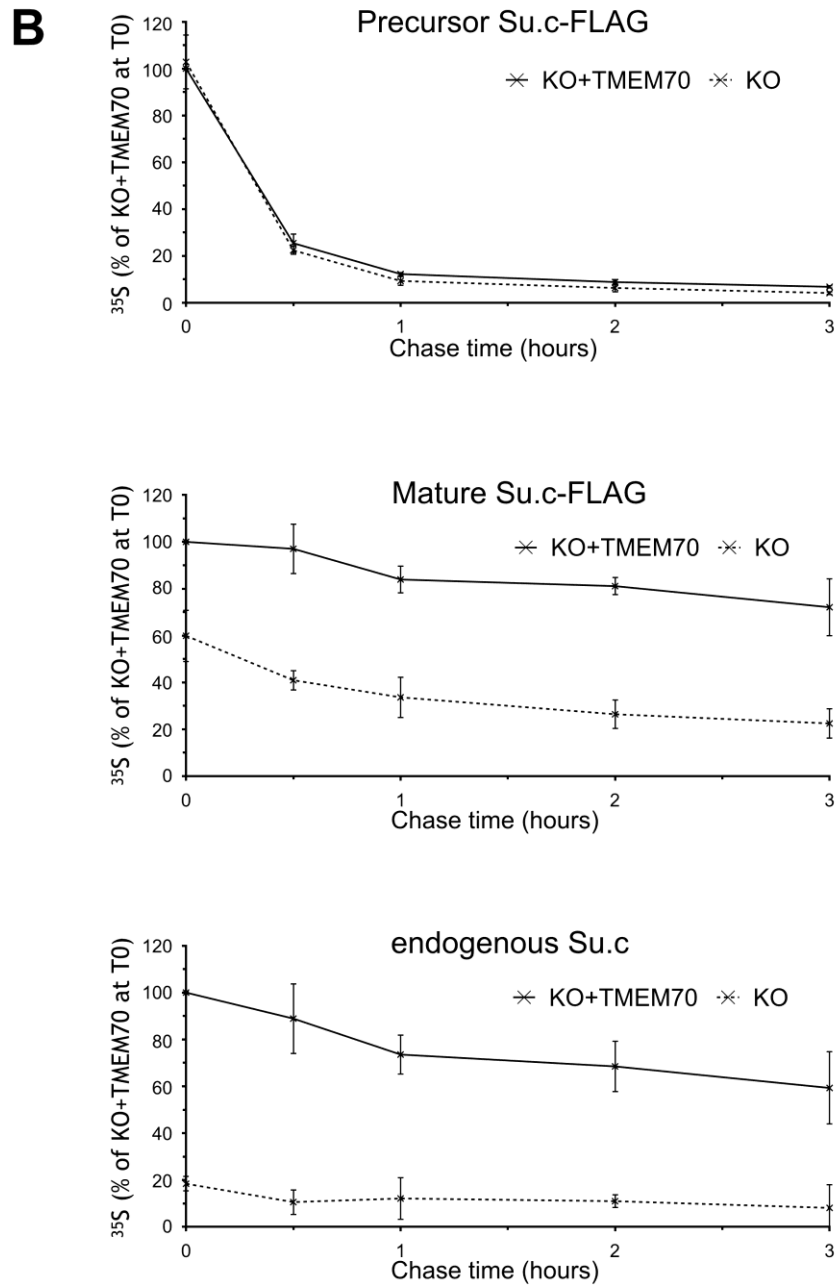 B
Precursor Su.c-FLAG
KO+TMEM70 KO
³⁵S (% of KO+TMEM70 at T0)
120
100
80
60
40
20
0
0 1 2 3
Chase time (hours)
Mature Su.c-FLAG
KO+TMEM70 KO
³⁵S (% of KO+TMEM70 at T0)
120
100
80
60
40
20
0
0 1 2 3
Chase time (hours)
endogenous Su.c
KO+TMEM70 KO
³⁵S (% of KO+TMEM70 at T0)
120
100
80
60
40
20
0
0 1 2 3
Chase time (hours)